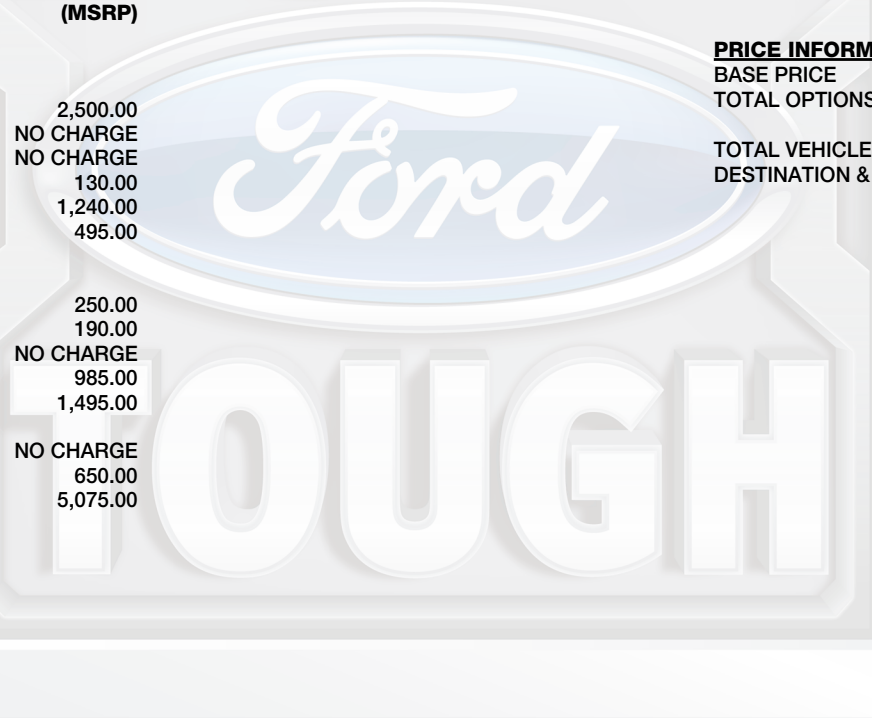 (MSRP)
2,500.00
NO CHARGE
NO CHARGE
130.00
1,240.00
495.00
250.00
190.00
NO CHARGE
985.00
1,495.00
NO CHARGE
650.00
5,075.00
PRICE INFORM
BASE PRICE
TOTAL OPTIONS
TOTAL VEHICLE
DESTINATION &
Ford
TOUGH